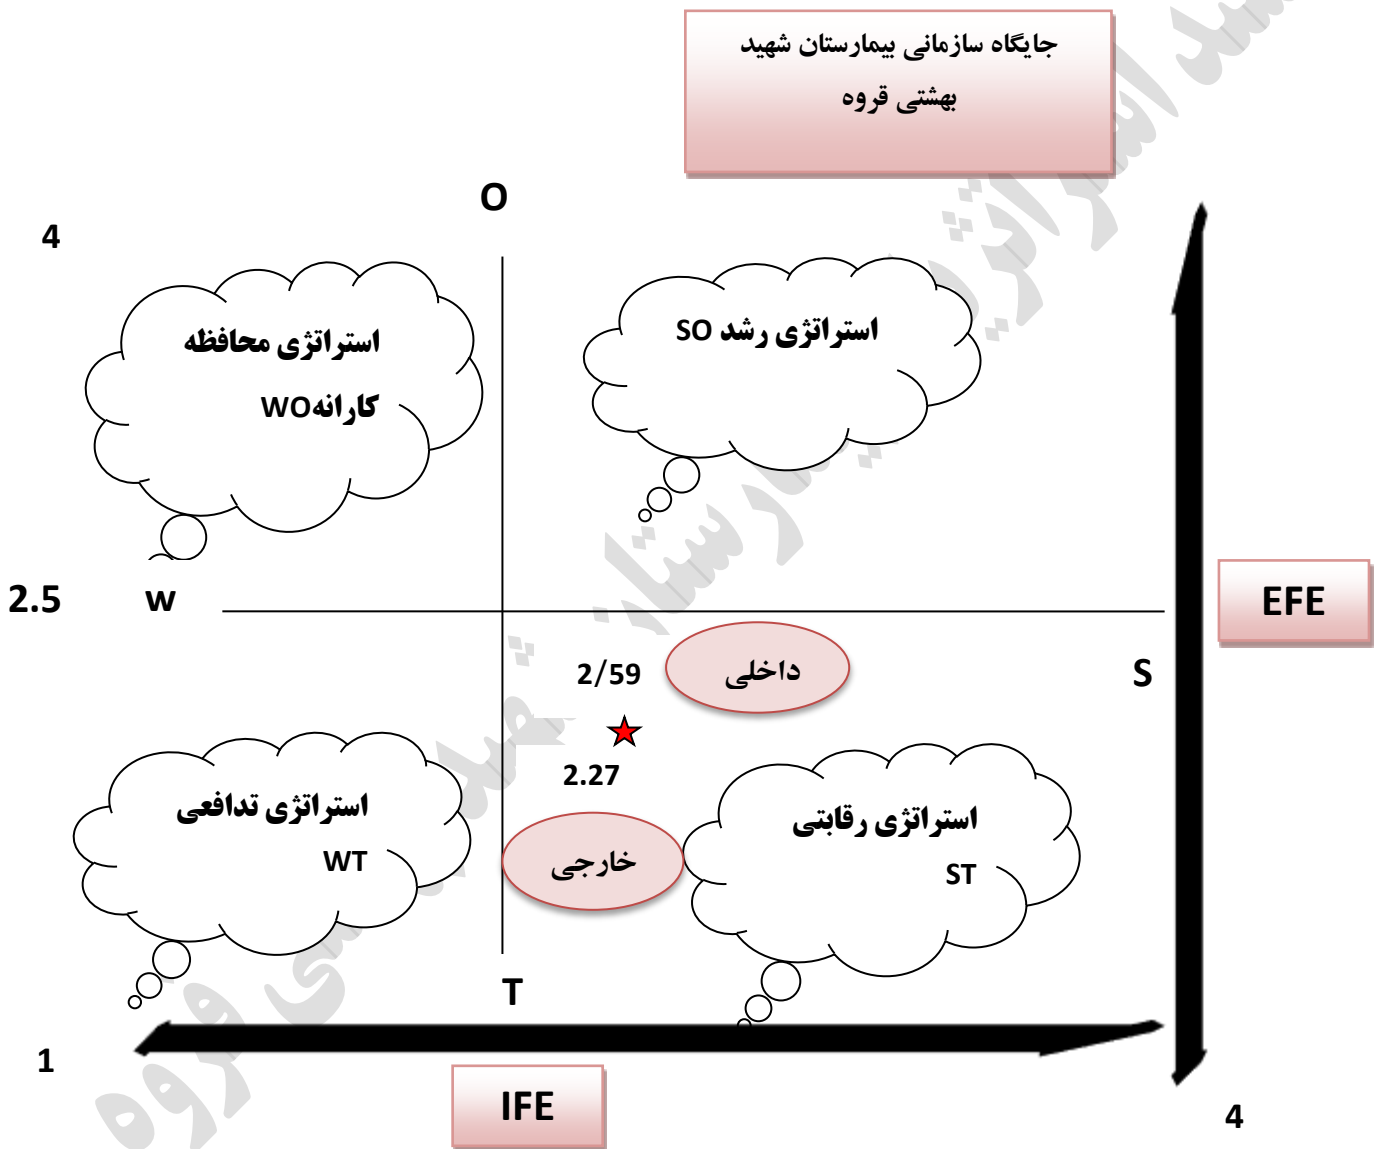 جایگاه سازمانی بیمارستان شهید
بهشتی قروه
O
4
استراتژی رشد SO
استراتژی محافظه
کارانهWO
2.5
W
EFE
S
2/59
داخلی
2.27
خارجی
استراتژی تدافعی
WT
استراتژی رقابتی
ST
T
1
IFE
4